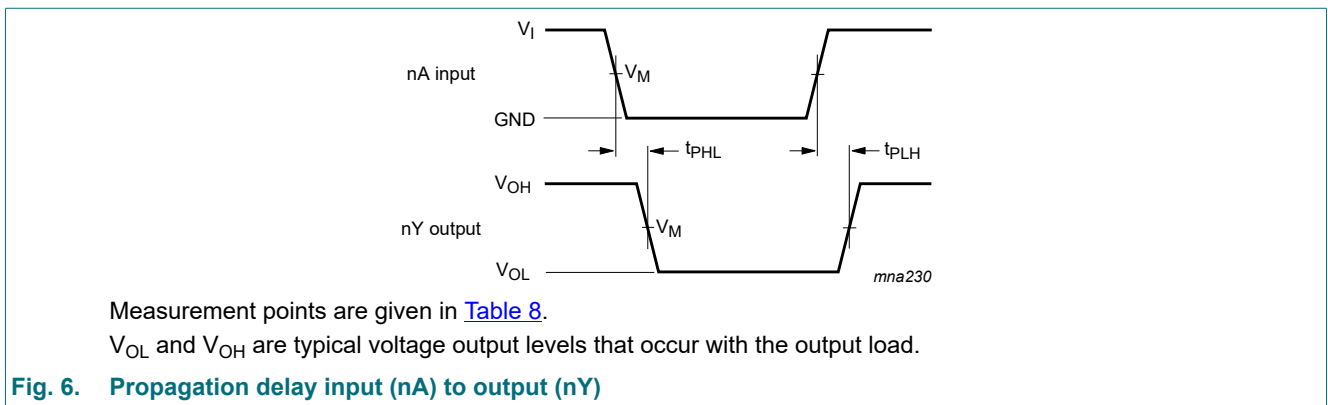 V_I
nA input
V_M
GND
t_PHL
t_PLH
V_OH
nY output
V_M
V_OL
mna230
Measurement points are given in Table 8.
V_OL and V_OH are typical voltage output levels that occur with the output load.
Fig. 6. Propagation delay input (nA) to output (nY)